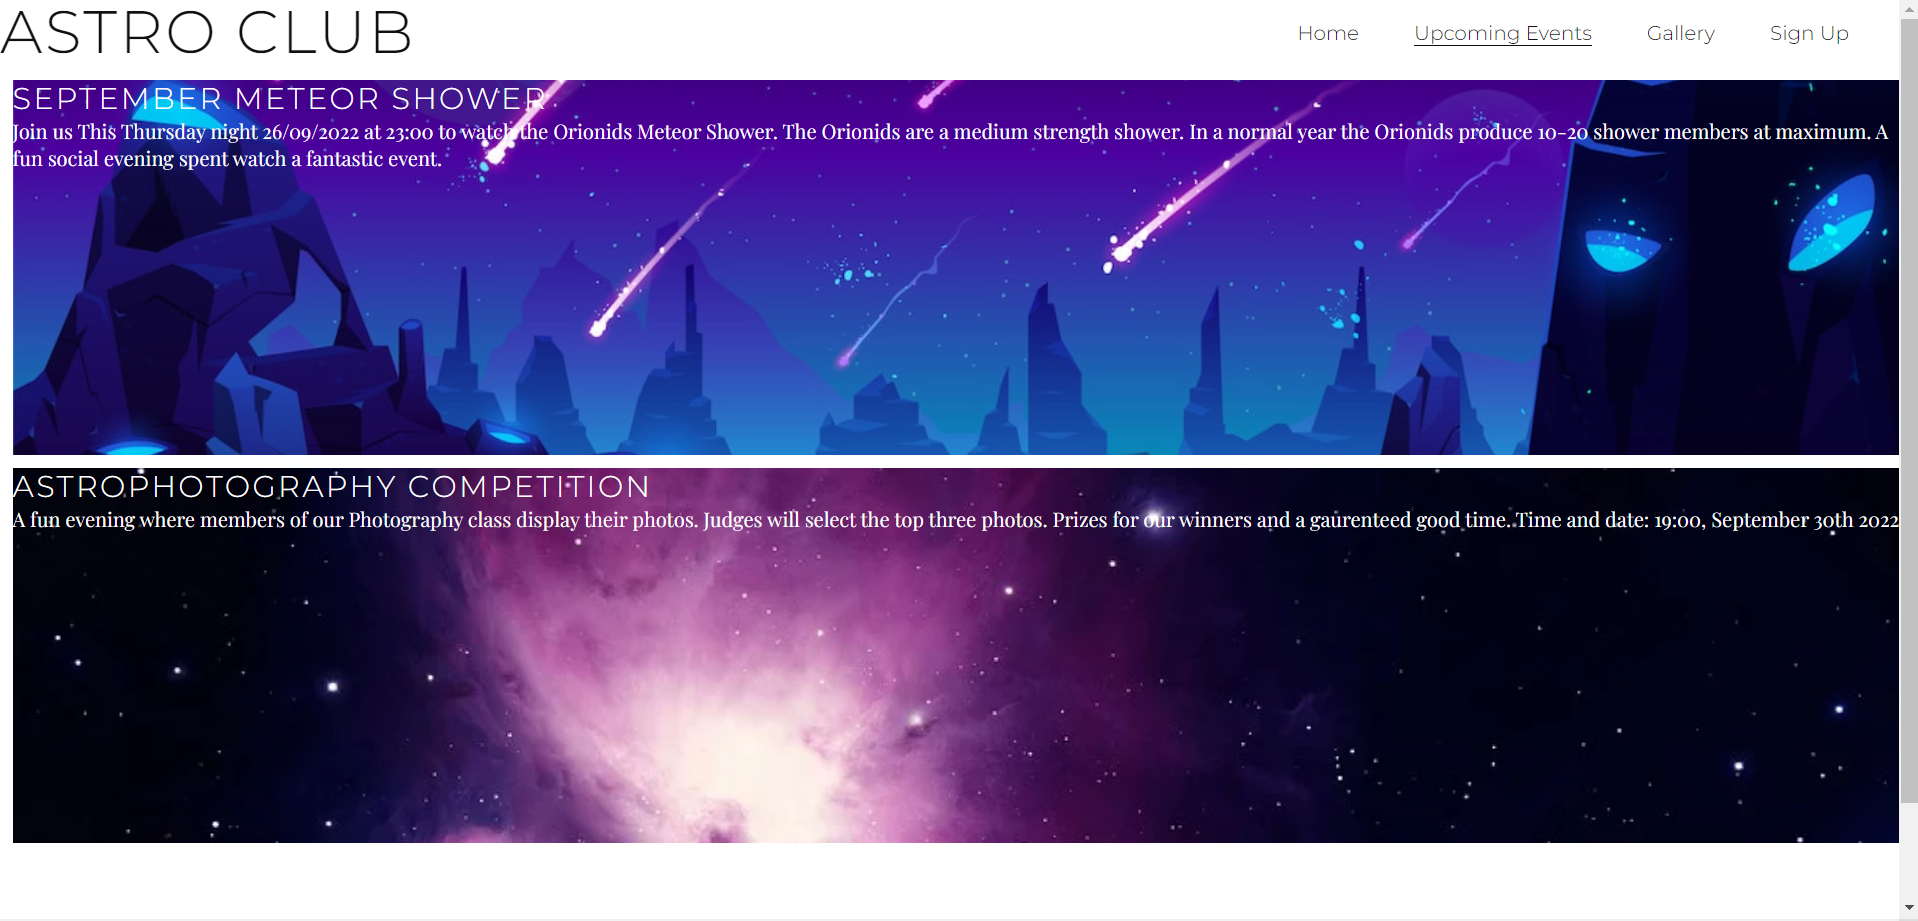 ASTRO CLUB
Home Upcoming Events Gallery Sign Up
SEPTEMBER METEOR SHOWER
Join us This Thursday night 26/09/2022 at 23:00 to watch the Orionids Meteor Shower. The Orionids are a medium strength shower. In a normal year the Orionids produce 10-20 shower members at maximum. A
fun social evening spent watch a fantastic event.
ASTROPHOTOGRAPHY COMPETITION
A fun evening where members of our Photography class display their photos. Judges will select the top three photos. Prizes for our winners and a gaurenteed good time..Time and date: 19:00, September 30th 2022